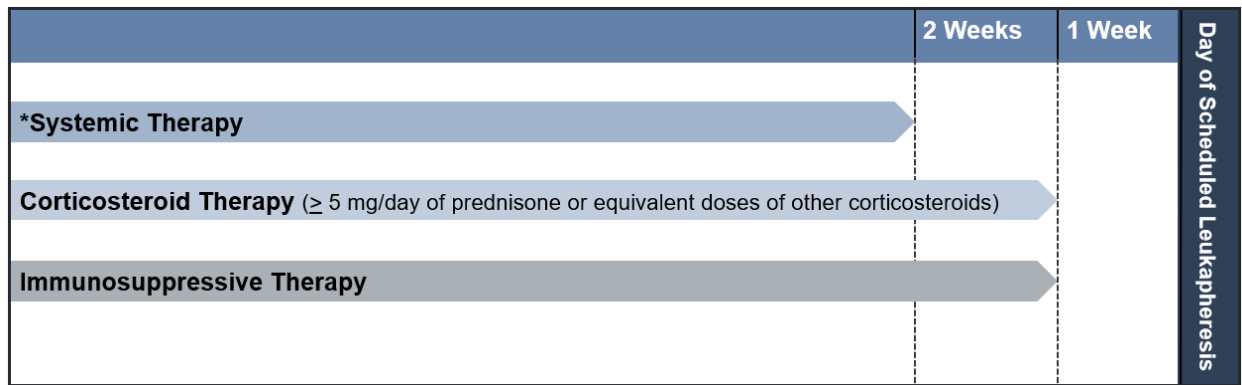 2 Weeks
1 Week
Day of Scheduled Leukapheresis
*Systemic Therapy
Corticosteroid Therapy (≥ 5 mg/day of prednisone or equivalent doses of other corticosteroids)
Immunosuppressive Therapy